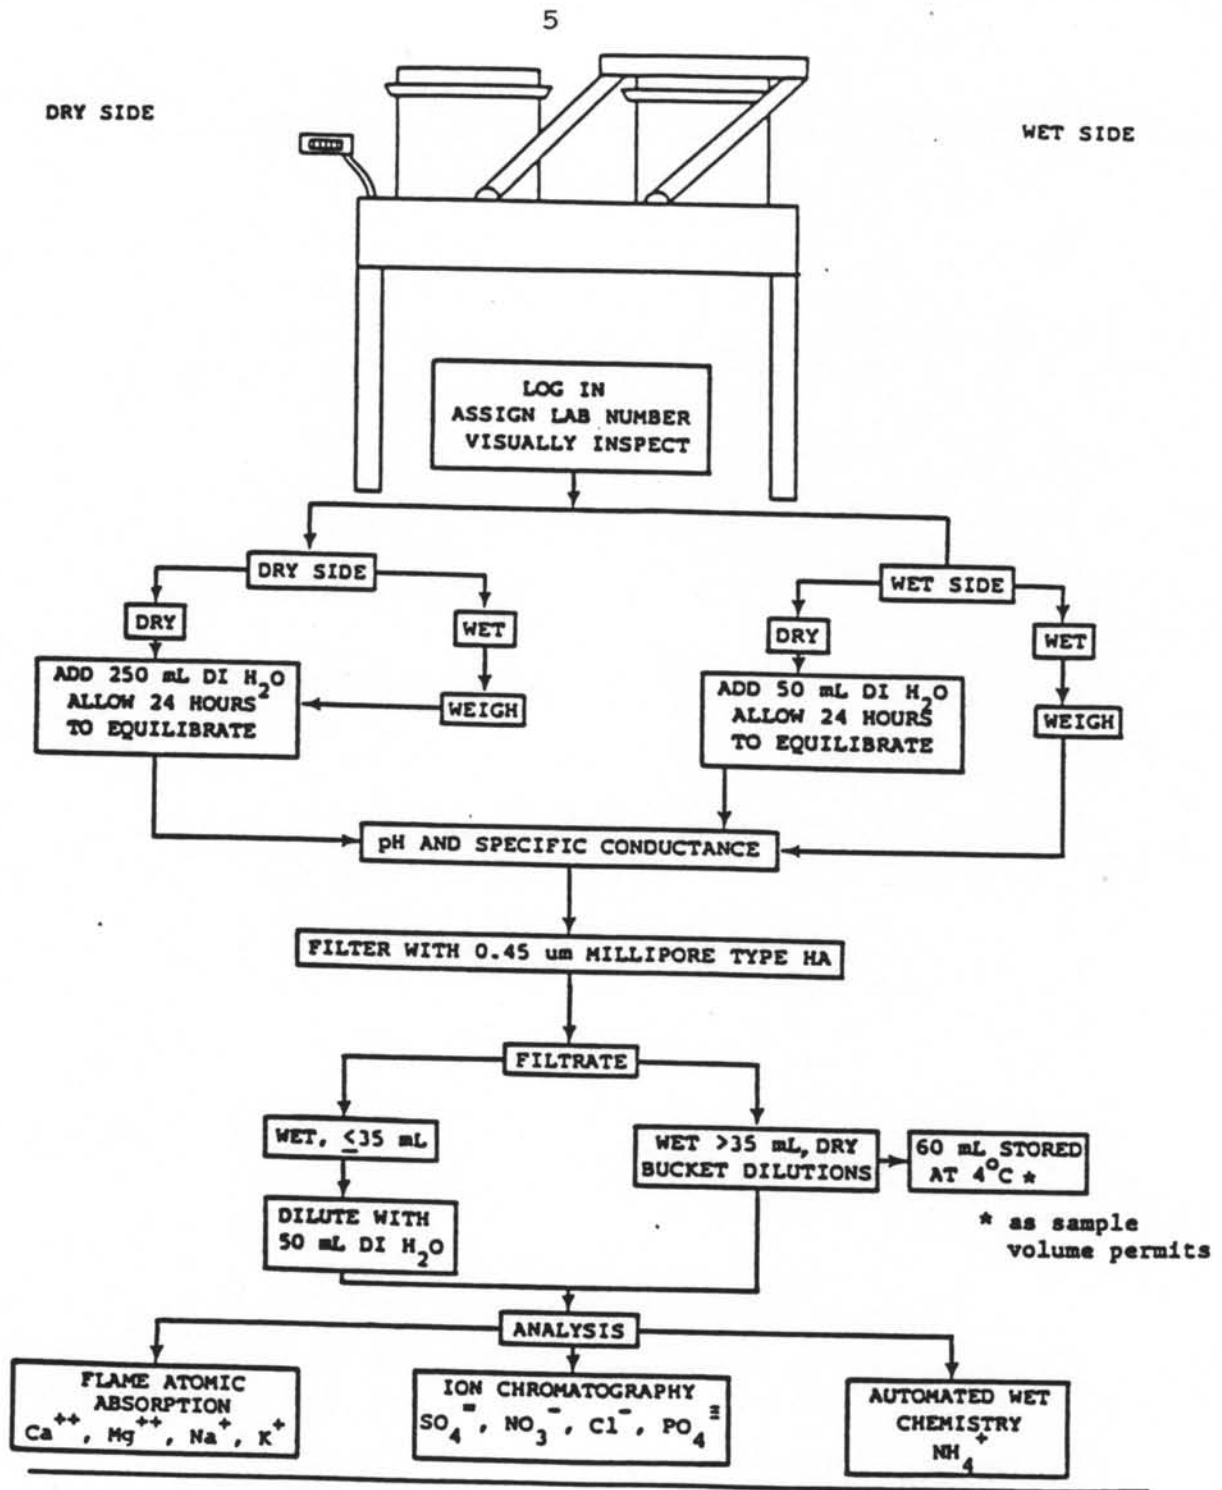 5
DRY SIDE
WET SIDE
LOG IN
ASSIGN LAB NUMBER
VISUALLY INSPECT
DRY SIDE
WET SIDE
DRY
WET
DRY
WET
ADD 250 mL DI H2O
ALLOW 24 HOURS
TO EQUILIBRATE
WEIGH
ADD 50 mL DI H2O
ALLOW 24 HOURS
TO EQUILIBRATE
WEIGH
pH AND SPECIFIC CONDUCTANCE
FILTER WITH 0.45 um MILLIPORE TYPE HA
FILTRATE
WET, ≤35 mL
WET >35 mL, DRY
BUCKET DILUTIONS
60 mL STORED
AT 4°C *
DILUTE WITH
50 mL DI H2O
* as sample
volume permits
ANALYSIS
FLAME ATOMIC
ABSORPTION
Ca++, Mg++, Na+, K+
ION CHROMATOGRAPHY
SO4=, NO3-, Cl-, PO4≡
AUTOMATED WET
CHEMISTRY
NH4+